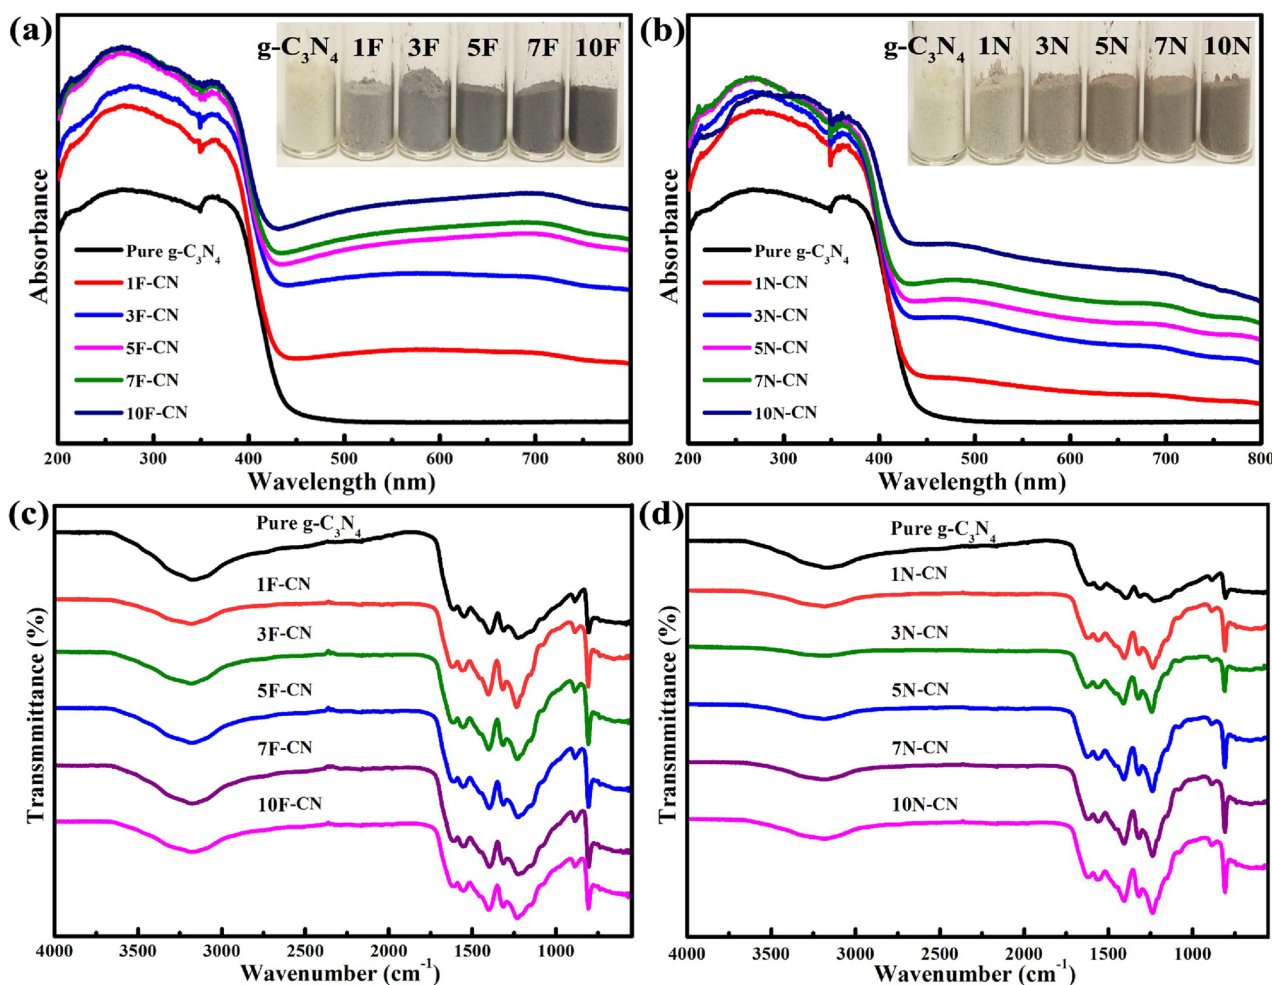 (a)
g-C₃N₄ 1F 3F 5F 7F 10F
Absorbance
Pure g-C₃N₄
1F-CN
3F-CN
5F-CN
7F-CN
10F-CN
200 300 400 500 600 700 800
Wavelength (nm)
(b)
g-C₃N₄ 1N 3N 5N 7N 10N
Absorbance
Pure g-C₃N₄
1N-CN
3N-CN
5N-CN
7N-CN
10N-CN
200 300 400 500 600 700 800
Wavelength (nm)
(c)
Transmmittance (%)
Pure g-C₃N₄
1F-CN
3F-CN
5F-CN
7F-CN
10F-CN
4000 3500 3000 2500 2000 1500 1000
Wavenumber (cm⁻¹)
(d)
Transmmittance (%)
Pure g-C₃N₄
1N-CN
3N-CN
5N-CN
7N-CN
10N-CN
4000 3500 3000 2500 2000 1500 1000
Wavenumber (cm⁻¹)